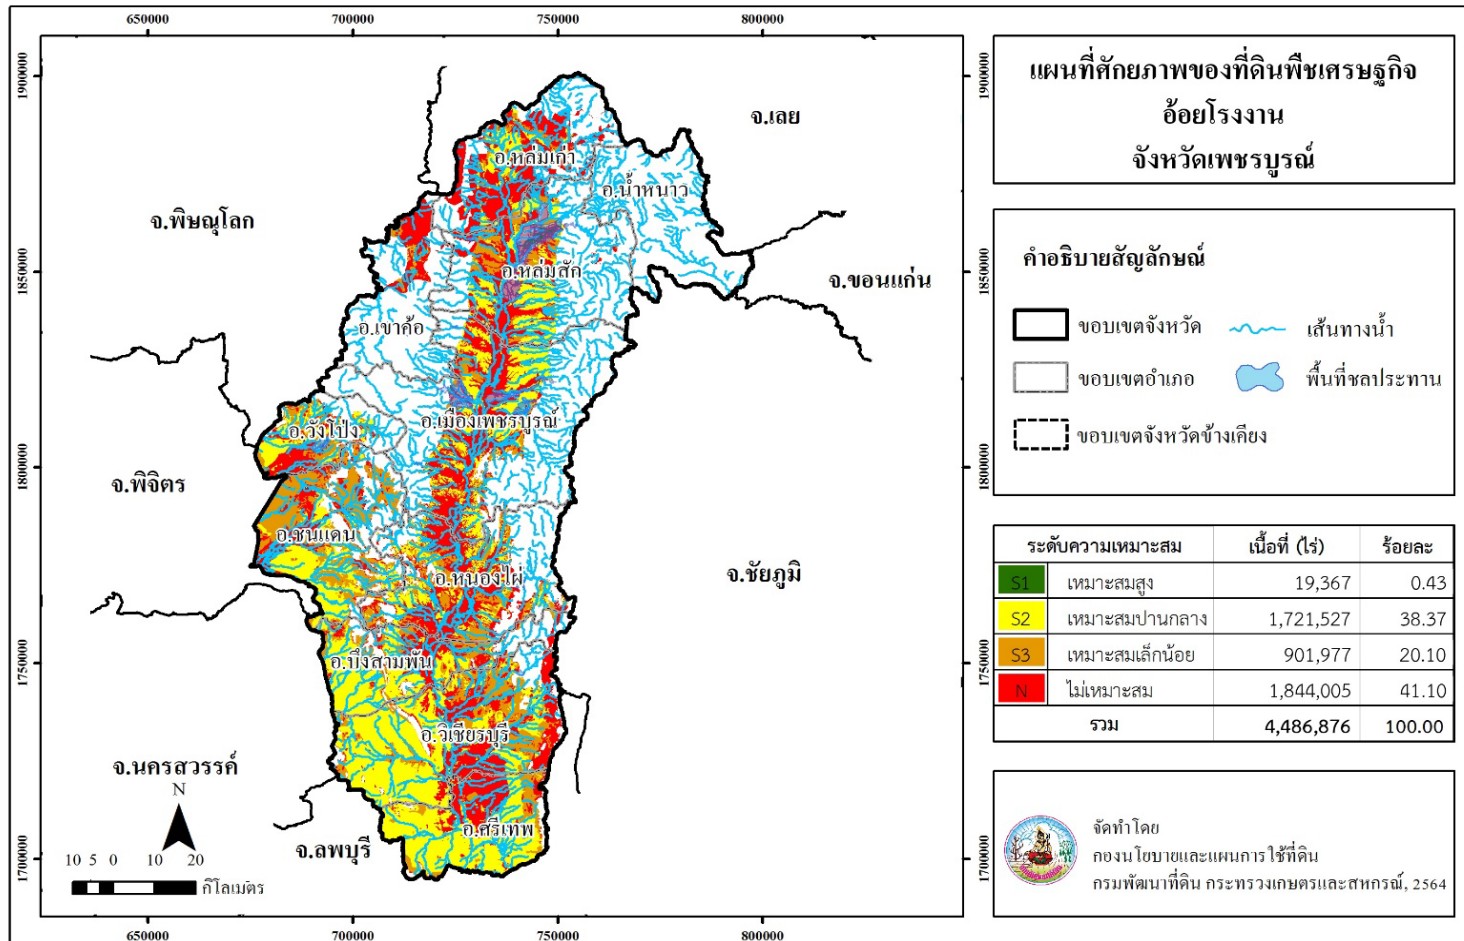 650000
700000
750000
800000
1900000
1850000
1800000
1750000
1700000
1900000
1850000
1800000
1750000
1700000
จ.เลย
จ.พิษณุโลก
จ.ขอนแก่น
จ.พิจิตร
จ.ชัยภูมิ
จ.นครสวรรค์
จ.ลพบุรี
อ.หล่มเก่า
อ.น้ำหนาว
อ.หล่มสัก
อ.เขาค้อ
อ.เมืองเพชรบูรณ์
อ.วังโป่ง
อ.ชนแดน
อ.หนองไผ่
อ.บึงสามพัน
อ.วิเชียรบุรี
อ.ศรีเทพ
N
10 5 0 10 20
กิโลเมตร
650000
700000
750000
800000
แผนที่ศักยภาพของที่ดินพืชเศรษฐกิจ
อ้อยโรงงาน
จังหวัดเพชรบูรณ์
คำอธิบายสัญลักษณ์
ขอบเขตจังหวัด
เส้นทางน้ำ
ขอบเขตอำเภอ
พื้นที่ชลประทาน
ขอบเขตจังหวัดข้างเคียง
ระดับความเหมาะสม เนื้อที่ (ไร่) ร้อยละ
S1 เหมาะสมสูง 19,367 0.43
S2 เหมาะสมปานกลาง 1,721,527 38.37
S3 เหมาะสมเล็กน้อย 901,977 20.10
N ไม่เหมาะสม 1,844,005 41.10
รวม 4,486,876 100.00
จัดทำโดย
กองนโยบายและแผนการใช้ที่ดิน
กรมพัฒนาที่ดิน กระทรวงเกษตรและสหกรณ์, 2564